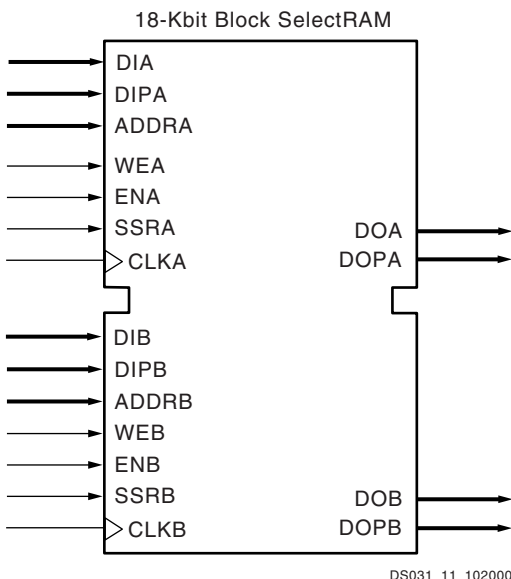 18-Kbit Block SelectRAM
DIA
DIPA
ADDRA
WEA
ENA
SSRA
CLKA
DOA
DOPA
DIB
DIPB
ADDRB
WEB
ENB
SSRB
CLKB
DOB
DOPB
DS031_11_102000